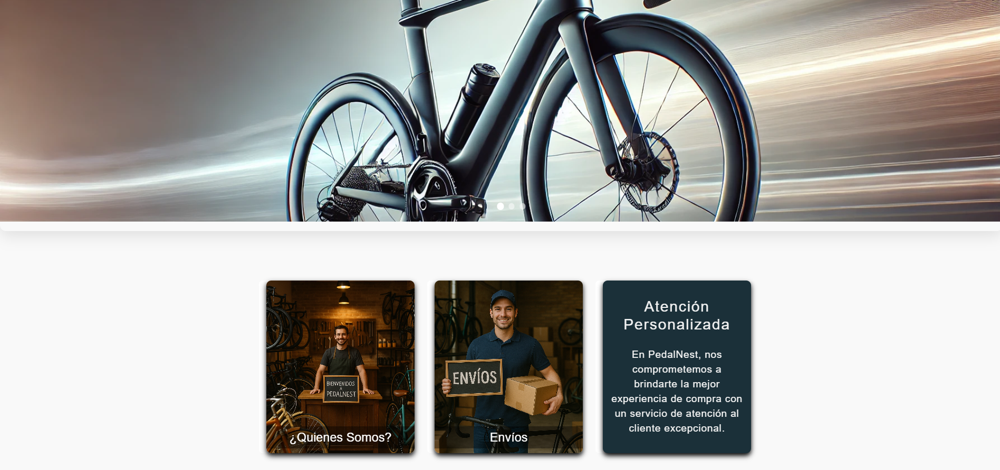 BIENVENIDOS
A
PEDALNEST
¿Quienes Somos?
ENVÍOS
Envíos
Atención
Personalizada
En PedalNest, nos
comprometemos a
brindarte la mejor
experiencia de compra con
un servicio de atención al
cliente excepcional.